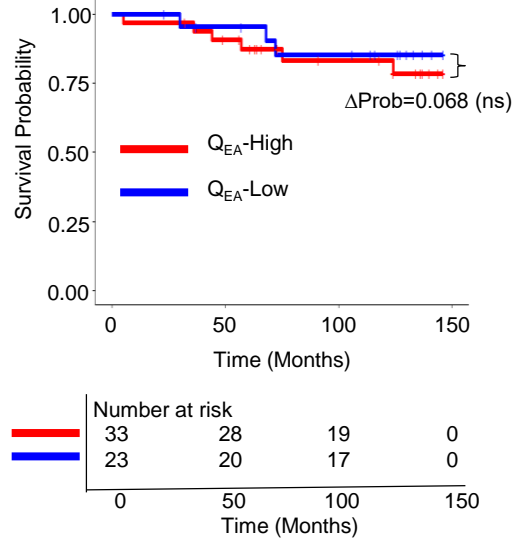 1.00
0.75
0.50
0.25
0.00
Survival Probability
ΔProb=0.068 (ns)
Q_EA-High
Q_EA-Low
0 50 100 150
Time (Months)
Number at risk
33 28 19 0
23 20 17 0
0 50 100 150
Time (Months)